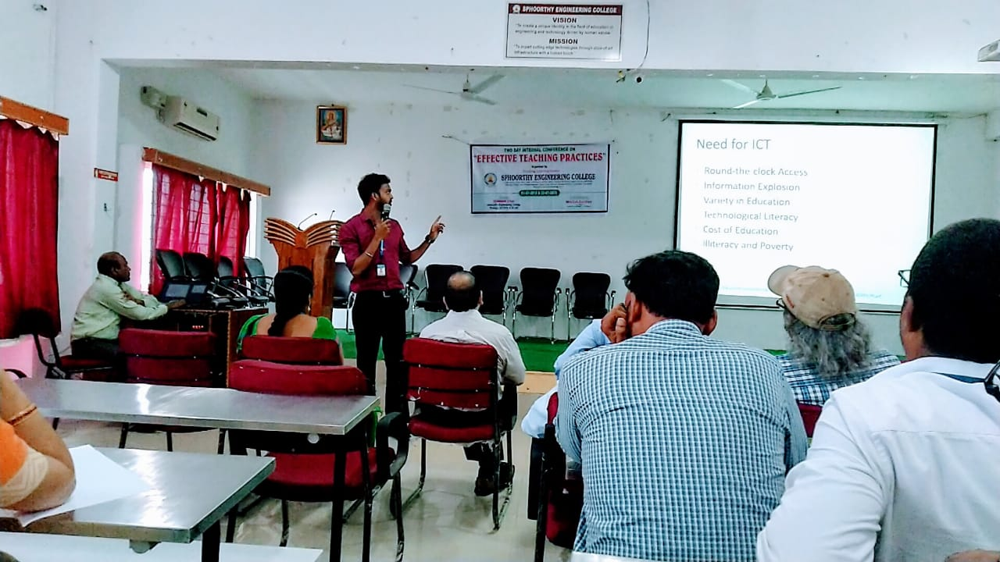 SPHOORTHY ENGINEERING COLLEGE
VISION
"To create a unique identity in the field of education in
engineering and technology driven by human values.
MISSION
"To impart cutting edge technologies through state-of-art
infrastructure with a human touch"
TWO DAY INTERNAL CONFERENCE ON
"EFFECTIVE TEACHING PRACTICES"
Organised by
SPHOORTHY ENGINEERING COLLEGE
Need for ICT
Round-the clock Access
Information Explosion
Variety in Education
Technological Literacy
Cost of Education
Illiteracy and Poverty